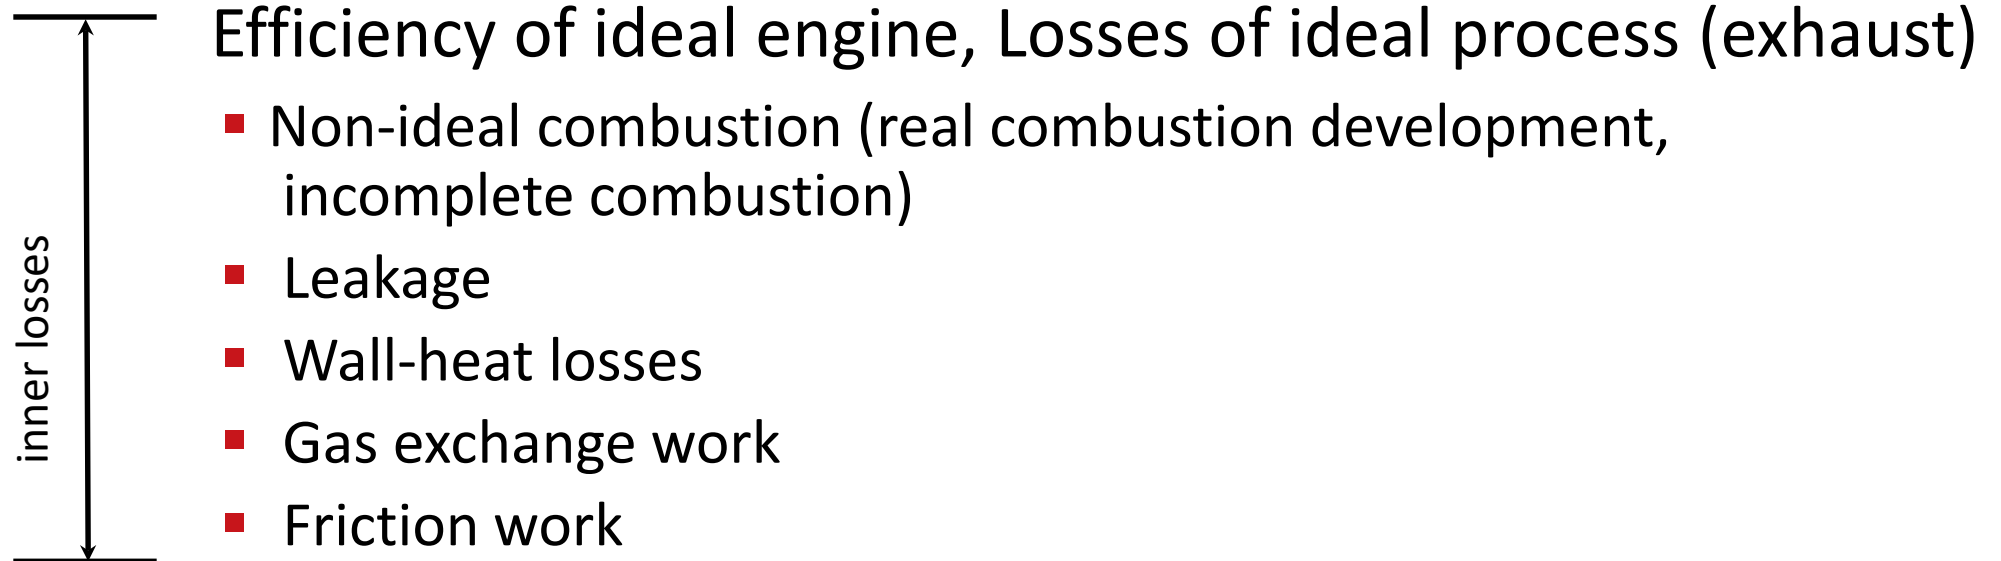 Efficiency of ideal engine, Losses of ideal process (exhaust)
Non-ideal combustion (real combustion development,
incomplete combustion)
Leakage
Wall-heat losses
Gas exchange work
Friction work
inner losses